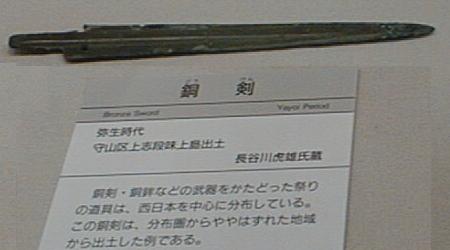 銅 剣
どう けん
Bronze Sword Yayoi Period
弥生時代
守山区上志段味上島出土
長谷川虎雄氏蔵
銅剣・銅鉾などの武器をかたどった祭り
の道具は、西日本を中心に分布している。
この銅剣は、分布圏からややはずれた地域
から出土した例である。